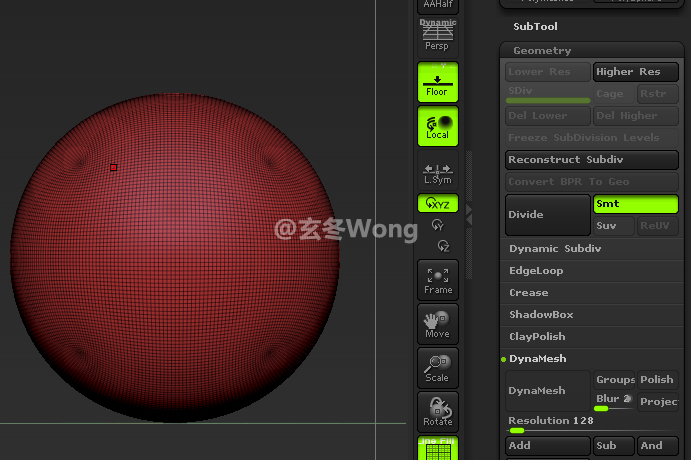 AAHalf
Dynamic
Persp
Floor
Local
L.Sym
XYZ
Y
Z
Frame
Move
Scale
Rotate
SubTool
Geometry
Lower Res
Higher Res
SDiv
Cage
Rstr
Del Lower
Del Higher
Freeze SubDivision Levels
Reconstruct Subdiv
Convert BPR To Geo
Divide
Smt
Suv
ReUV
Dynamic Subdiv
EdgeLoop
Crease
ShadowBox
ClayPolish
DynaMesh
DynaMesh
Groups
Polish
Blur 2
Projec
Resolution 128
Add
Sub
And
@玄冬Wong